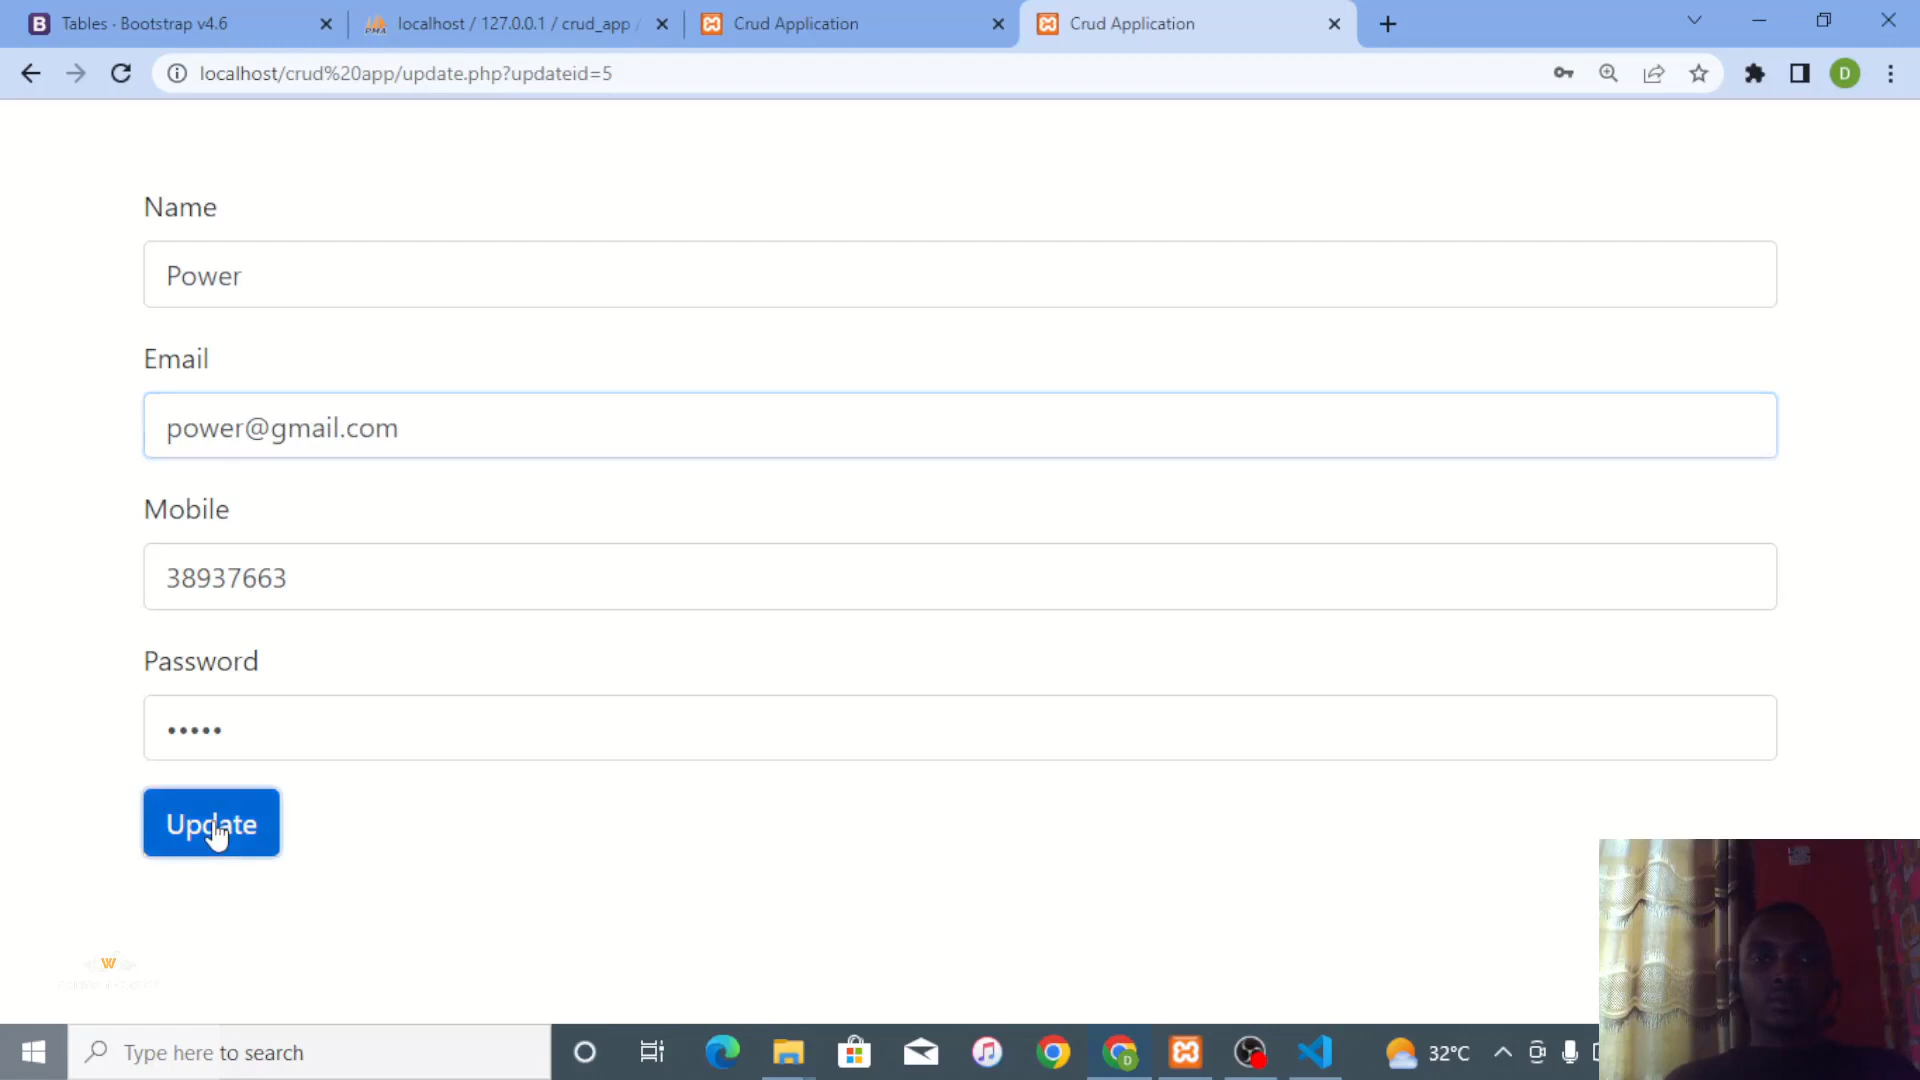 Tables - Bootstrap v4.6
localhost / 127.0.0.1 / crud_app /
Crud Application
Crud Application
localhost/crud%20app/update.php?updateid=5
D
Name
Power
Email
power@gmail.com
Mobile
38937663
Password
•••••
Update
W
Type here to search
D
32°C